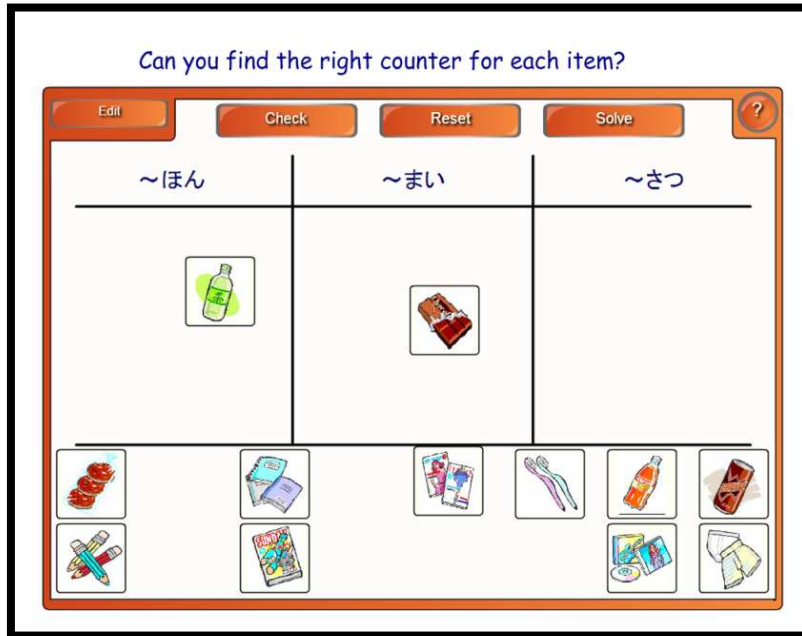 Can you find the right counter for each item?
Edit
Check
Reset
Solve
?
~ほん
~まい
~さつ
SUNDAY